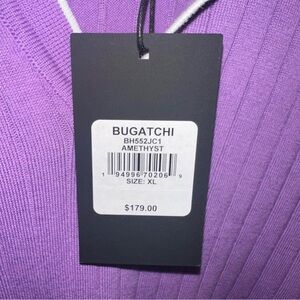 BUGATCHI
BH552JC1
AMETHYST
1 94996 70206 9
SIZE: XL
$179.00